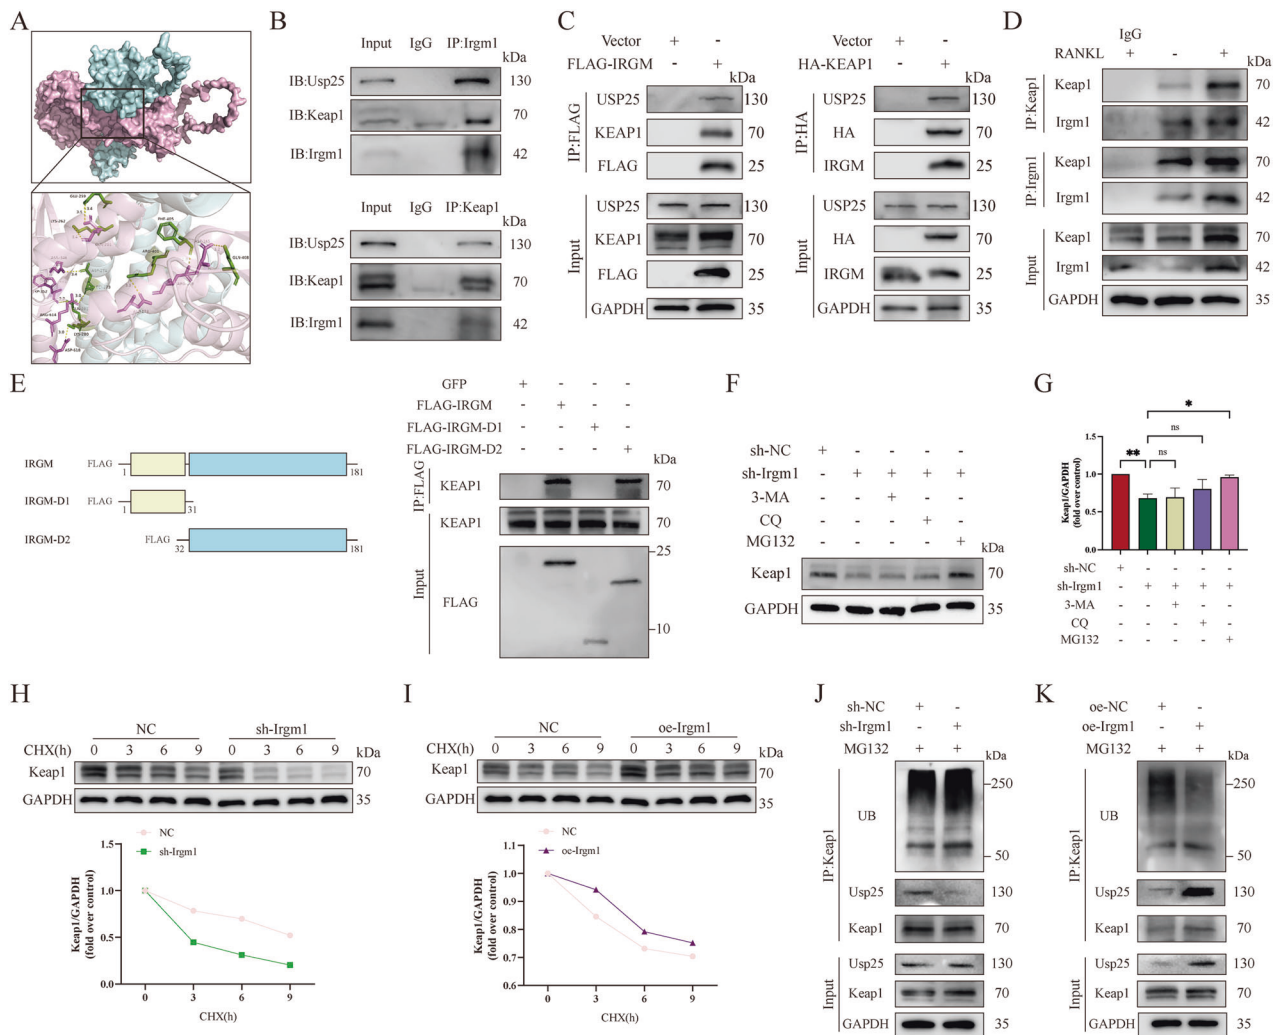 A
B
Input IgG IP:Irgm1
kDa
IB:Usp25 130
IB:Keap1 70
IB:Irgm1 42
Input IgG IP:Keap1
kDa
IB:Usp25 130
IB:Keap1 70
IB:Irgm1 42
C
Vector + -
FLAG-IRGM - +
kDa
IP:FLAG
USP25 130
KEAP1 70
FLAG 25
Input
USP25 130
KEAP1 70
FLAG 25
GAPDH 35
Vector + -
HA-KEAP1 - +
kDa
IP:HA
USP25 130
HA 70
IRGM 25
Input
USP25 130
HA 70
IRGM 25
GAPDH 35
D
IgG
RANKL + - +
kDa
IP:Keap1
Keap1 70
Irgm1 42
IP:Irgm1
Keap1 70
Irgm1 42
Input
Keap1 70
Irgm1 42
GAPDH 35
E
IRGM FLAG 1 181
IRGM-D1 FLAG 1 31
IRGM-D2 FLAG 32 181
GFP + - - -
FLAG-IRGM - + - -
FLAG-IRGM-D1 - - + -
FLAG-IRGM-D2 - - - +
kDa
IP:FLAG
KEAP1 70
Input
KEAP1 70
FLAG
25
10
F
sh-NC + - - - -
sh-Irgm1 - + + + +
3-MA - - + - -
CQ - - - + -
MG132 - - - - +
kDa
Keap1 70
GAPDH 35
G
*
ns
** ns
Keap1/GAPDH
(fold over control)
1.5
1.0
0.5
0.0
sh-NC + - - - -
sh-Irgm1 - + + + +
3-MA - - + - -
CQ - - - + -
MG132 - - - - +
H
NC sh-Irgm1
CHX(h) 0 3 6 9 0 3 6 9 kDa
Keap1 70
GAPDH 35
NC
sh-Irgm1
Keap1/GAPDH
(fold over control)
1.5
1.0
0.5
0.0
0 3 6 9
CHX(h)
I
NC oe-Irgm1
CHX(h) 0 3 6 9 0 3 6 9 kDa
Keap1 70
GAPDH 35
NC
oe-Irgm1
Keap1/GAPDH
(fold over control)
1.1
1.0
0.9
0.8
0.7
0.6
0 3 6 9
CHX(h)
J
sh-NC + -
sh-Irgm1 - +
MG132 + +
kDa
IP:Keap1
UB
250
50
Usp25 130
Keap1 70
Input
Usp25 130
Keap1 70
GAPDH 35
K
oe-NC + -
oe-Irgm1 - +
MG132 + +
kDa
IP:Keap1
UB
250
50
Usp25 130
Keap1 70
Input
Usp25 130
Keap1 70
GAPDH 35